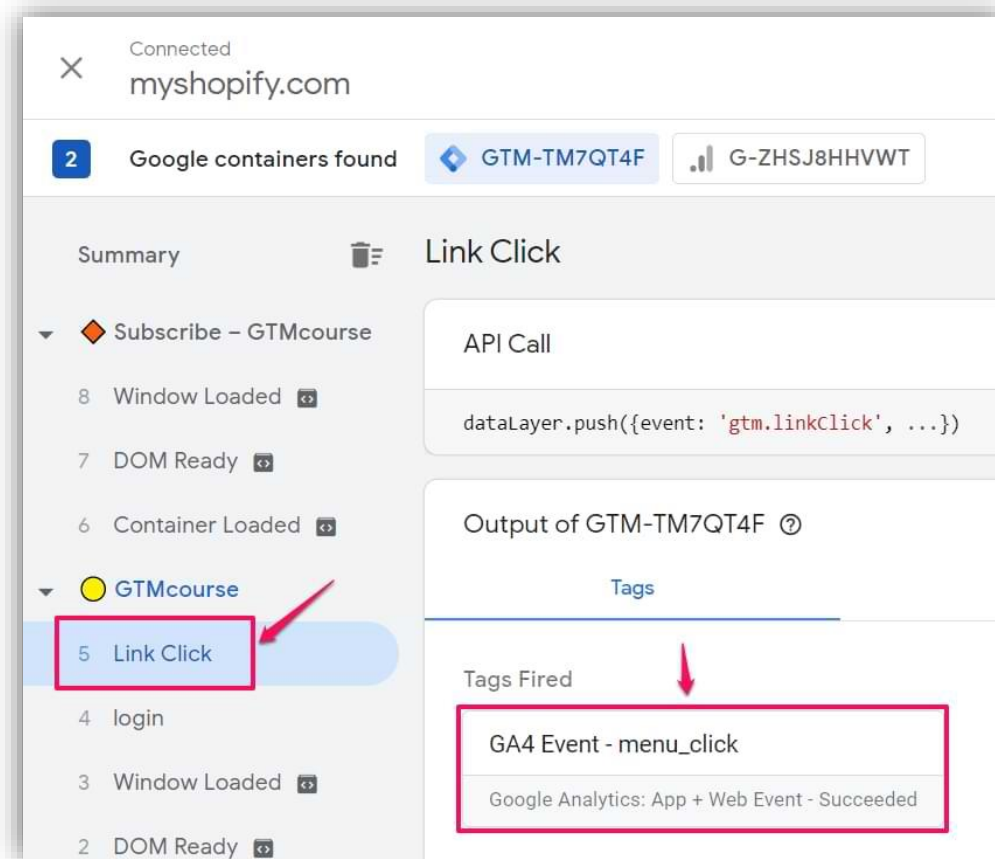 Connected
myshopify.com
2 Google containers found GTM-TM7QT4F G-ZHSJ8HHVWT
Summary
Subscribe – GTMcourse
8 Window Loaded
7 DOM Ready
6 Container Loaded
GTMcourse
5 Link Click
4 login
3 Window Loaded
2 DOM Ready
Link Click
API Call
dataLayer.push({event: 'gtm.linkClick', ...})
Output of GTM-TM7QT4F
Tags
Tags Fired
GA4 Event - menu_click
Google Analytics: App + Web Event - Succeeded